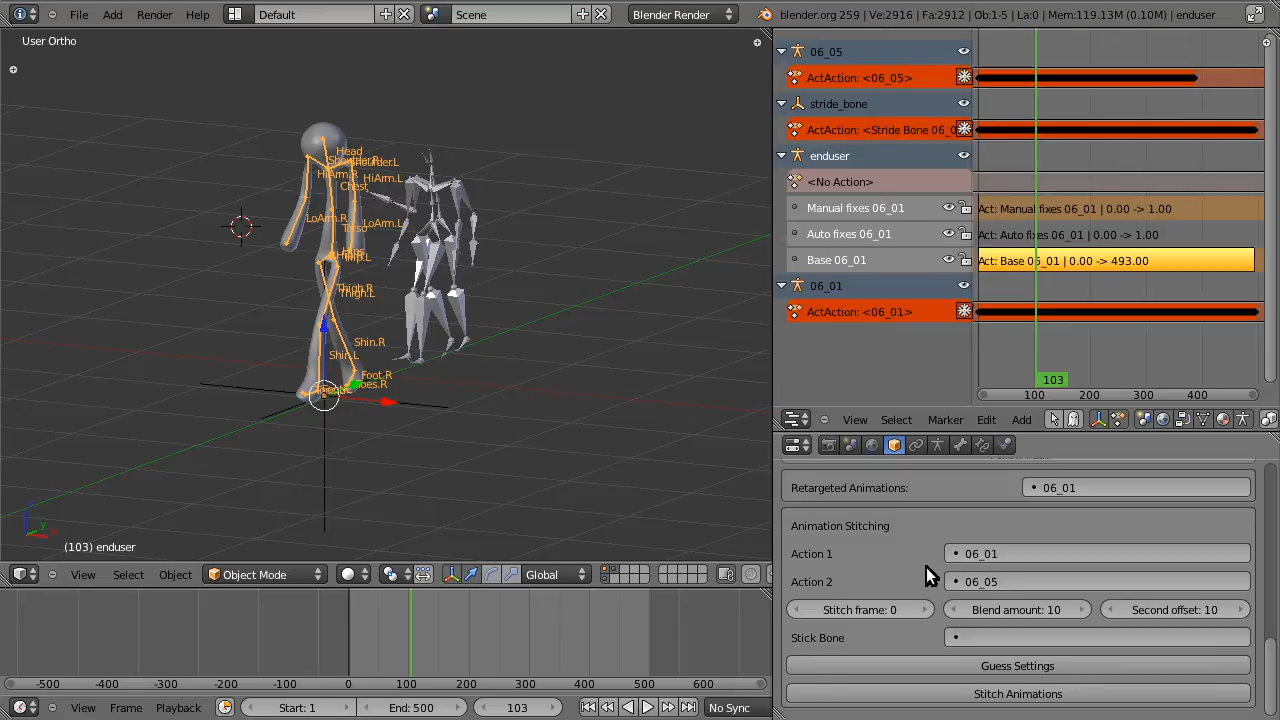 File Add Render Help Default Scene Blender Render blender.org 259 | Ve:2916 | Fa:2912 | Ob:1-5 | La:0 | Mem:119.13M (0.10M) | enduser
User Ortho
Head
HiArm.R
HiArm.L
Chest
LoArm.R
LoArm.L
Torso
Thigh.R
Thigh.L
Shin.R
Shin.L
Foot.R
(103) enduser
View Select Object Object Mode Global
-500 -400 -300 -200 -100 0 100 200 300 400 500 600
View Frame Playback Start: 1 End: 500 103 No Sync
06_05
ActAction: <06_05>
stride_bone
ActAction: <Stride Bone 06_0
enduser
<No Action>
Manual fixes 06_01 Act: Manual fixes 06_01 | 0.00 -> 1.00
Auto fixes 06_01 Act: Auto fixes 06_01 | 0.00 -> 1.00
Base 06_01 Act: Base 06_01 | 0.00 -> 493.00
06_01
ActAction: <06_01>
103
100 200 300 400
View Select Marker Edit Add
Retargeted Animations: 06_01
Animation Stitching
Action 1 06_01
Action 2 06_05
Stitch frame: 0 Blend amount: 10 Second offset: 10
Stick Bone
Guess Settings
Stitch Animations